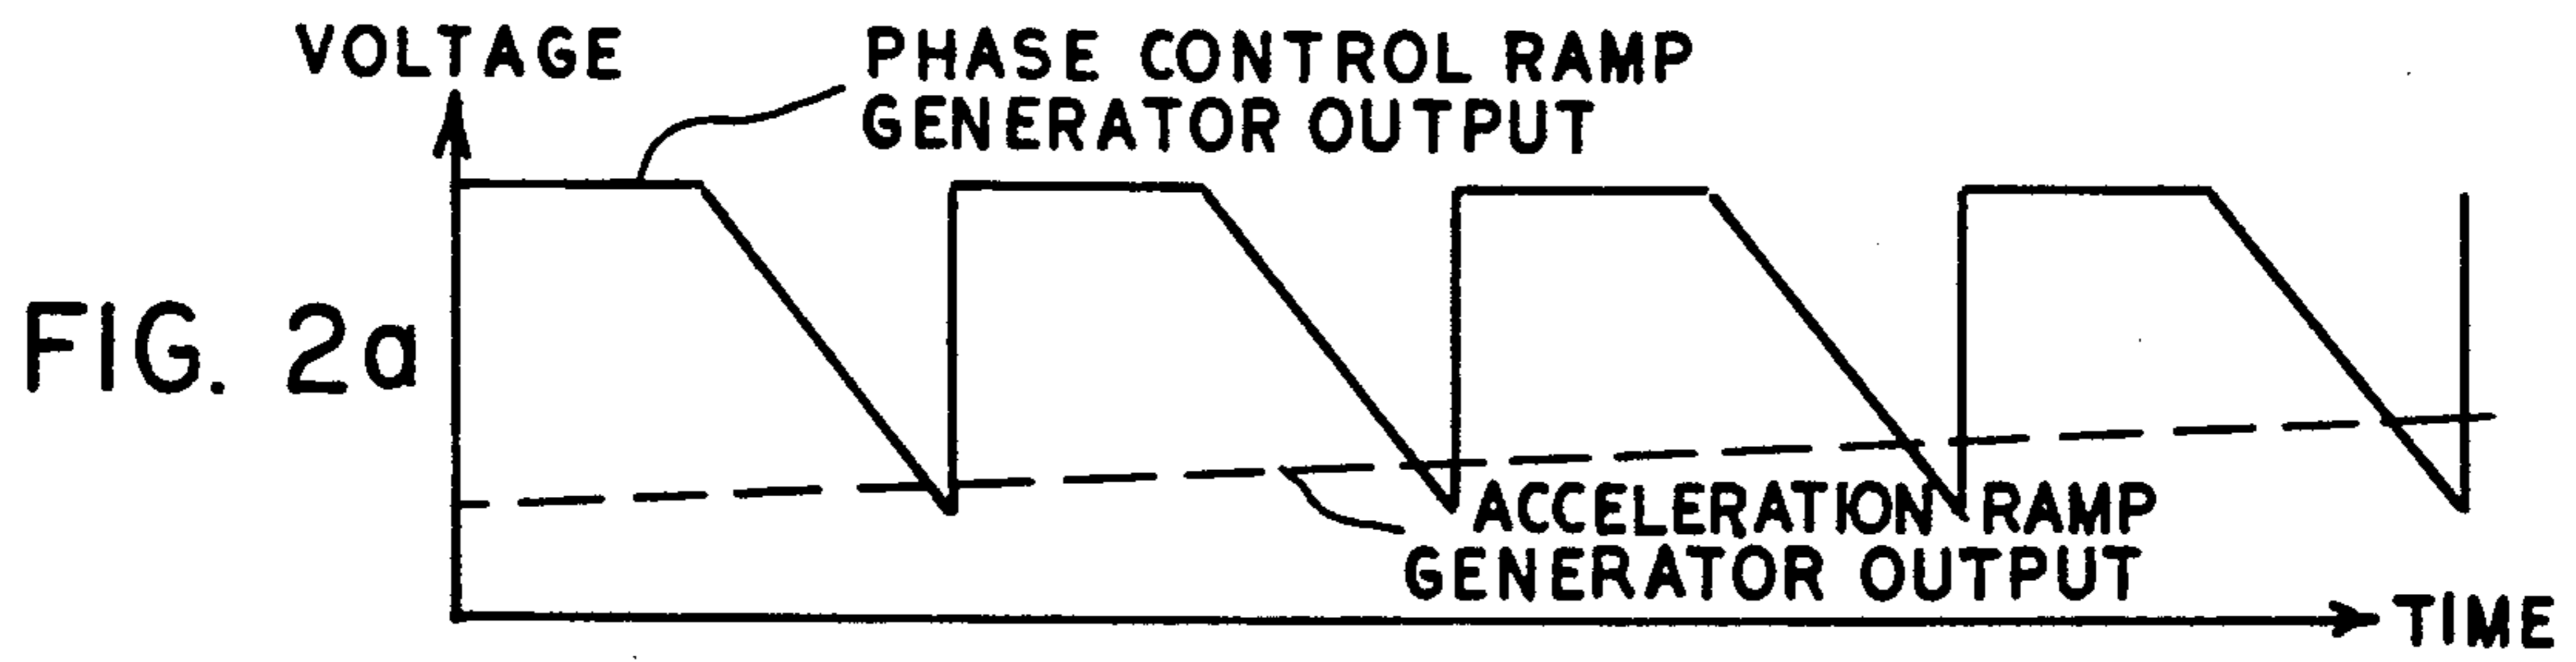 VOLTAGE
PHASE CONTROL RAMP
GENERATOR OUTPUT
FIG. 2a
ACCELERATION RAMP
GENERATOR OUTPUT
TIME